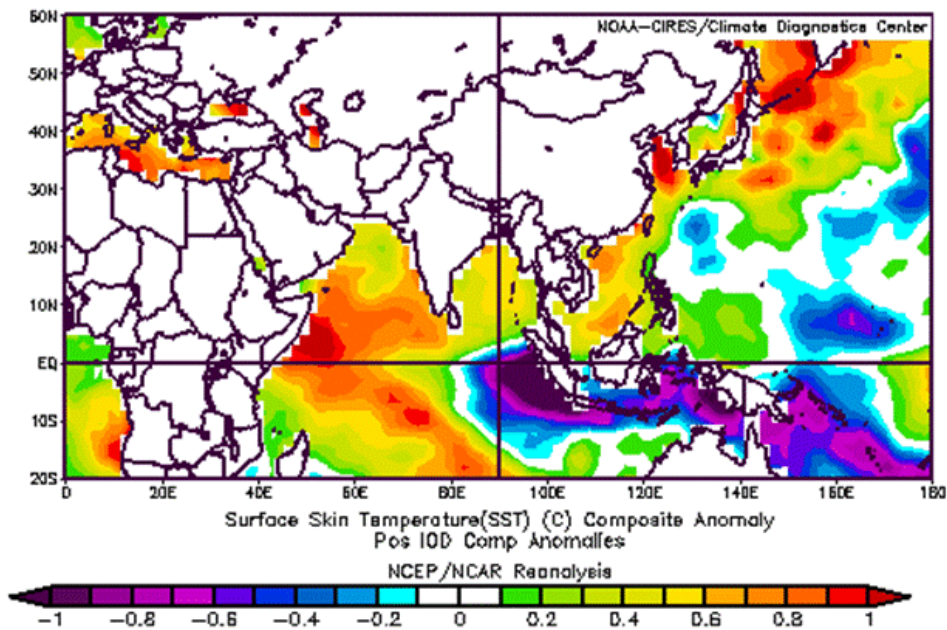 NOAA-CIRES/Climate Diagnostics Center
60N
50N
40N
30N
20N
10N
EQ
10S
20S
0 20E 40E 60E 80E 100E 120E 140E 160E 180
Surface Skin Temperature(SST) (C) Composite Anomaly
Pos IOD Comp Anomalies
NCEP/NCAR Reanalysis
-1 -0.8 -0.6 -0.4 -0.2 0 0.2 0.4 0.6 0.8 1